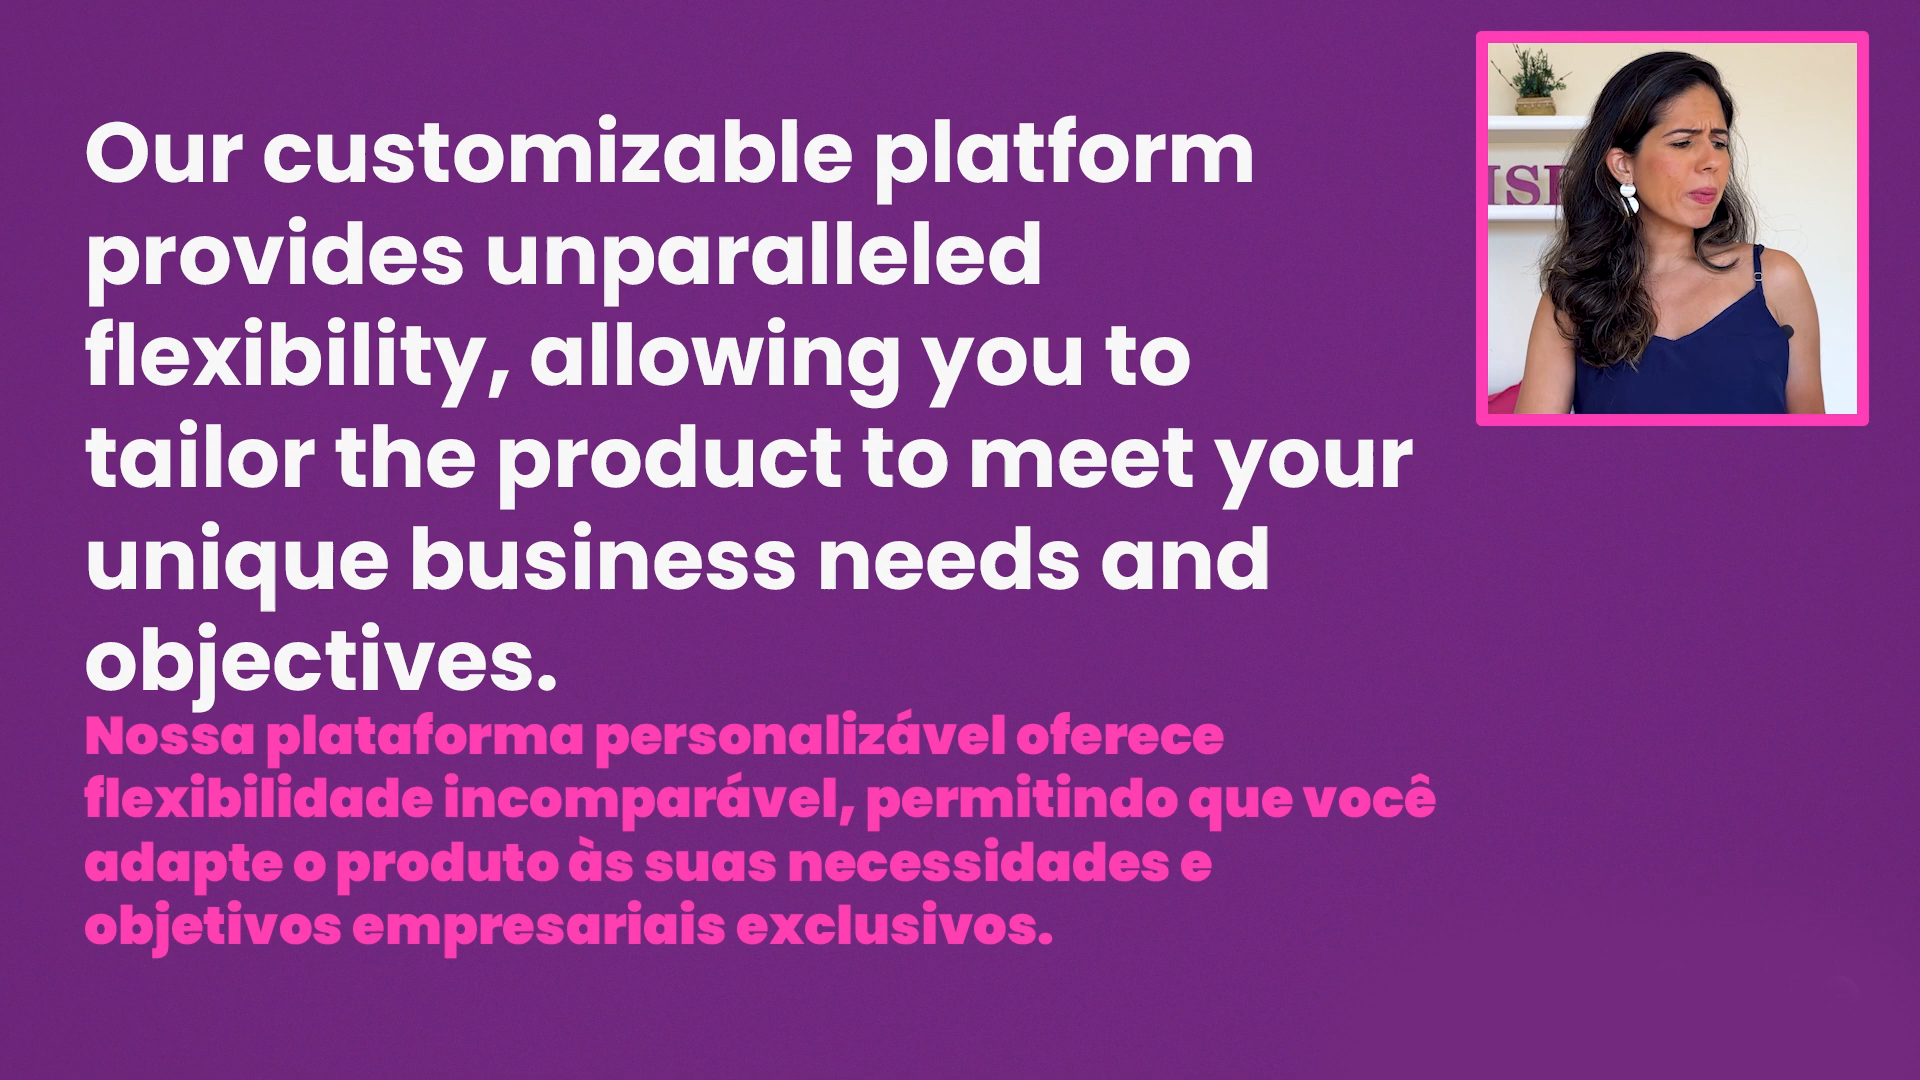 Our customizable platform
provides unparalleled
flexibility, allowing you to
tailor the product to meet your
unique business needs and
objectives.
Nossa plataforma personalizável oferece
flexibilidade incomparável, permitindo que você
adapte o produto às suas necessidades e
objetivos empresariais exclusivos.